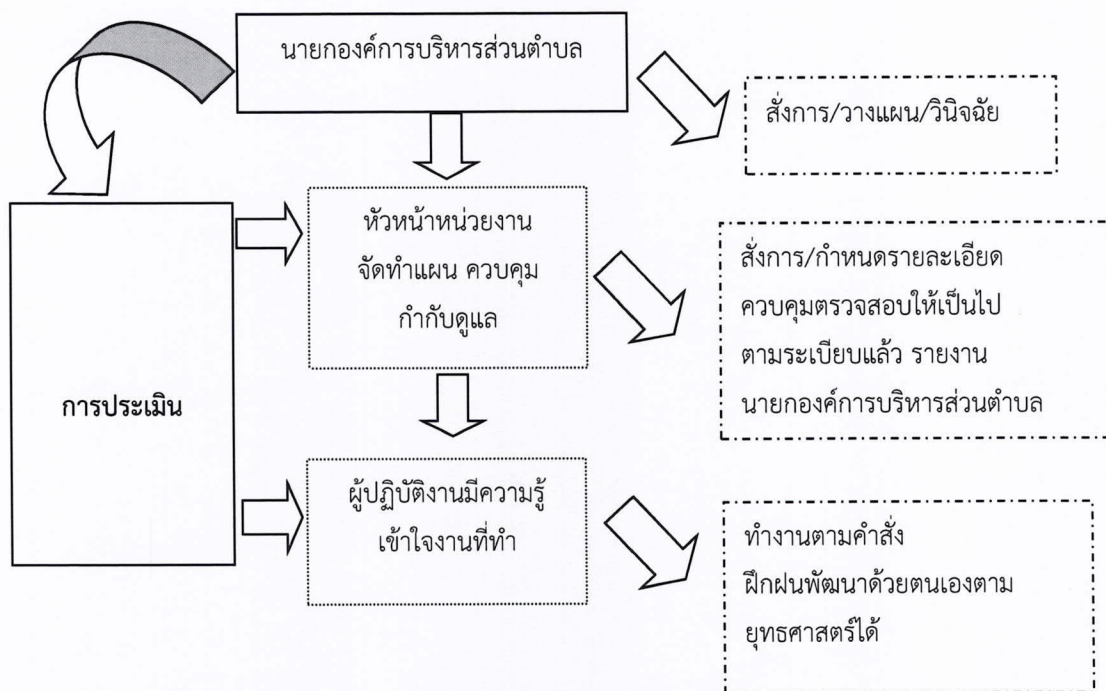 นายกองค์การบริหารส่วนตำบล
สั่งการ/วางแผน/วินิจฉัย
หัวหน้าหน่วยงาน
จัดทำแผน ควบคุม
กำกับดูแล
สั่งการ/กำหนดรายละเอียด
ควบคุมตรวจสอบให้เป็นไป
ตามระเบียบแล้ว รายงาน
นายกองค์การบริหารส่วนตำบล
การประเมิน
ผู้ปฏิบัติงานมีความรู้
เข้าใจงานที่ทำ
ทำงานตามคำสั่ง
ฝึกฝนพัฒนาด้วยตนเองตาม
ยุทธศาสตร์ได้